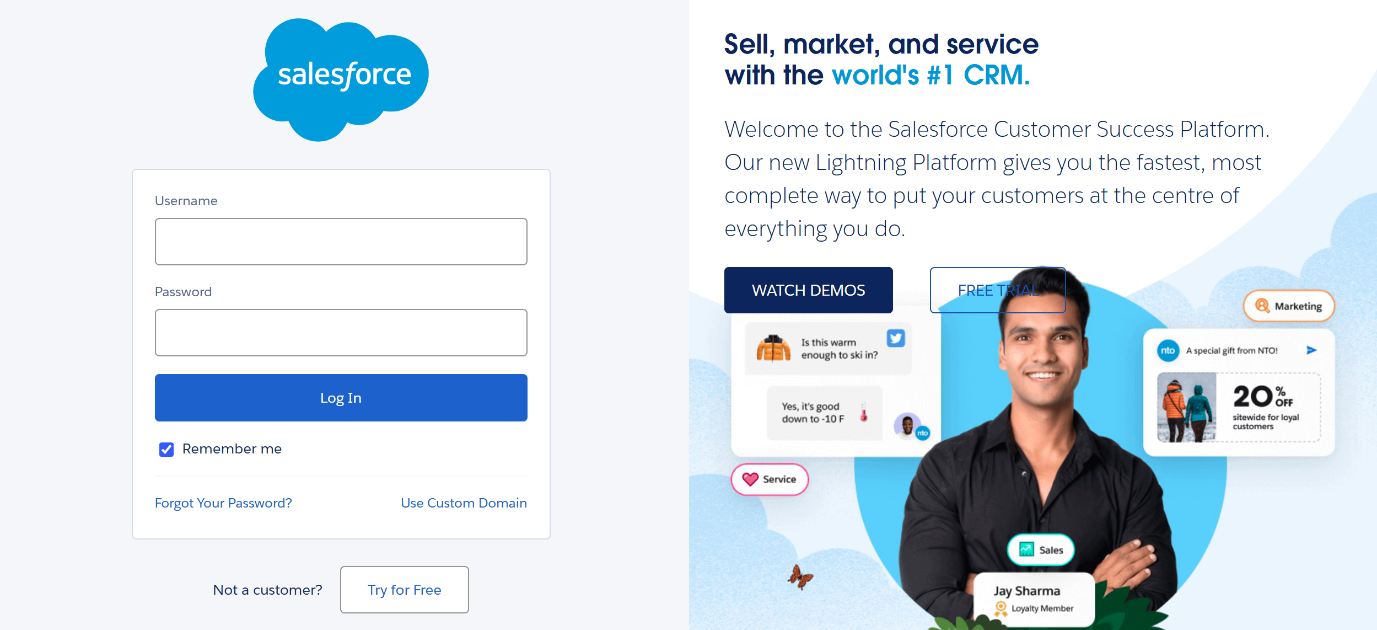 salesforce
Username
Password
Log In
Remember me
Forgot Your Password?
Use Custom Domain
Not a customer?
Try for Free
Sell, market, and service
with the world's #1 CRM.
Welcome to the Salesforce Customer Success Platform.
Our new Lightning Platform gives you the fastest, most
complete way to put your customers at the centre of
everything you do.
WATCH DEMOS
FREE TRIAL
Is this warm
enough to ski in?
Yes, it's good
down to -10 F
nto
Service
Marketing
nto
A special gift from NTO!
20% OFF
sitewide for loyal
customers
Sales
Jay Sharma
Loyalty Member